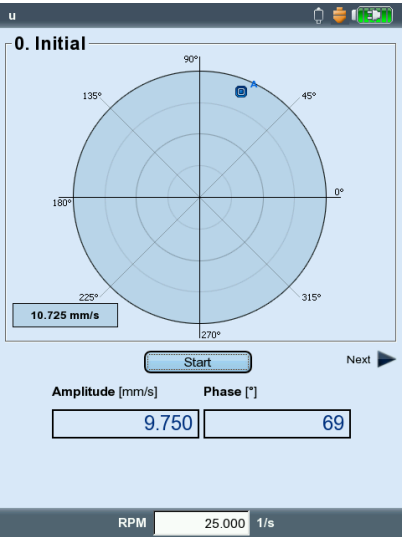 u
0. Initial
90°
135°
A
45°
180°
0°
225°
315°
10.725 mm/s
270°
Start
Next
Amplitude [mm/s]
Phase [°]
9.750
69
RPM
25.000
1/s